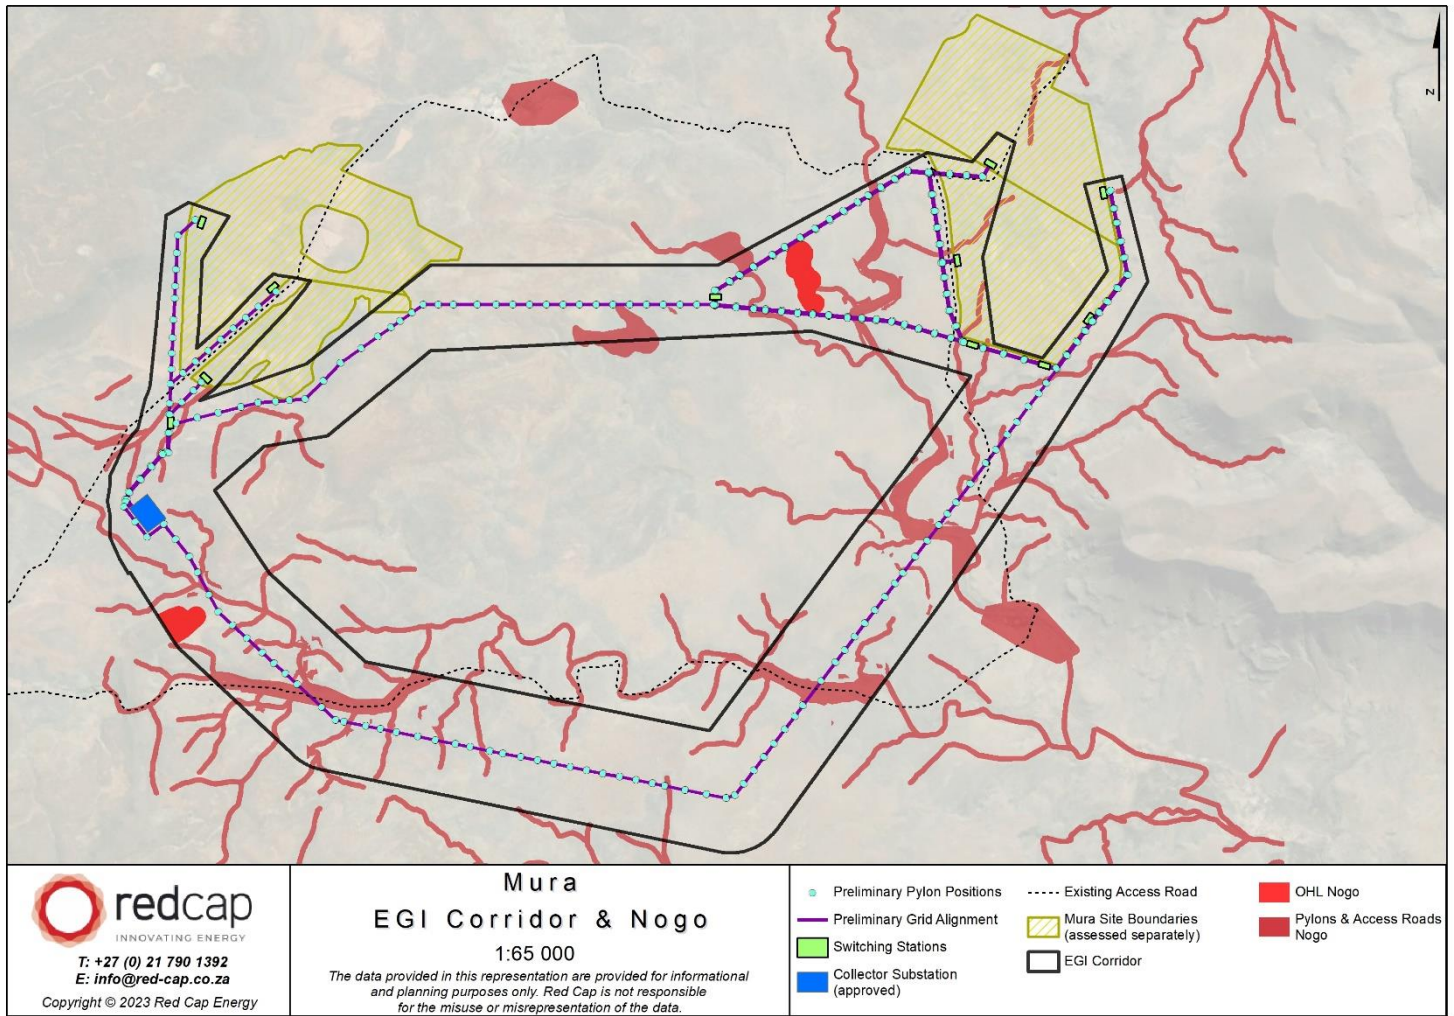 N
redcap
INNOVATING ENERGY
T: +27 (0) 21 790 1392
E: info@red-cap.co.za
Copyright © 2023 Red Cap Energy
Mura
EGI Corridor & Nogo
1:65 000
The data provided in this representation are provided for informational
and planning purposes only. Red Cap is not responsible
for the misuse or misrepresentation of the data.
Preliminary Pylon Positions
Preliminary Grid Alignment
Switching Stations
Collector Substation
(approved)
Existing Access Road
Mura Site Boundaries
(assessed separately)
EGI Corridor
OHL Nogo
Pylons & Access Roads
Nogo